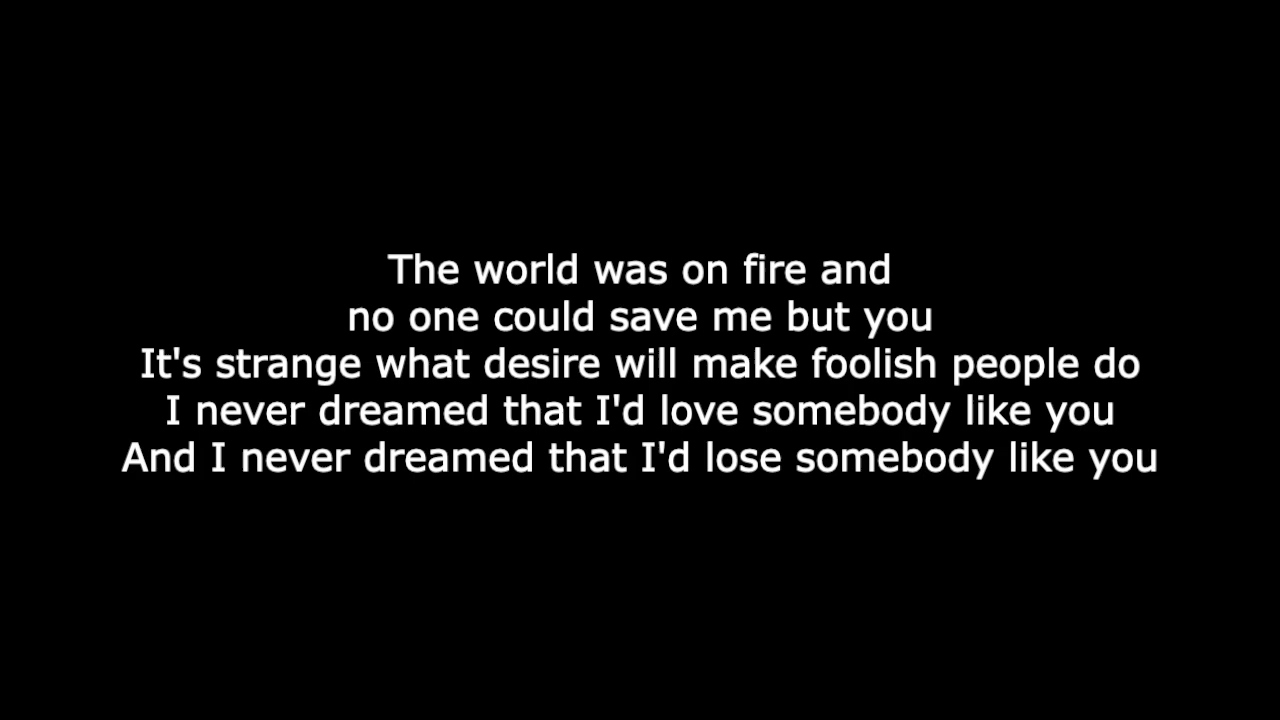 The world was on fire and
no one could save me but you
It's strange what desire will make foolish people do
I never dreamed that I'd love somebody like you
And I never dreamed that I'd lose somebody like you